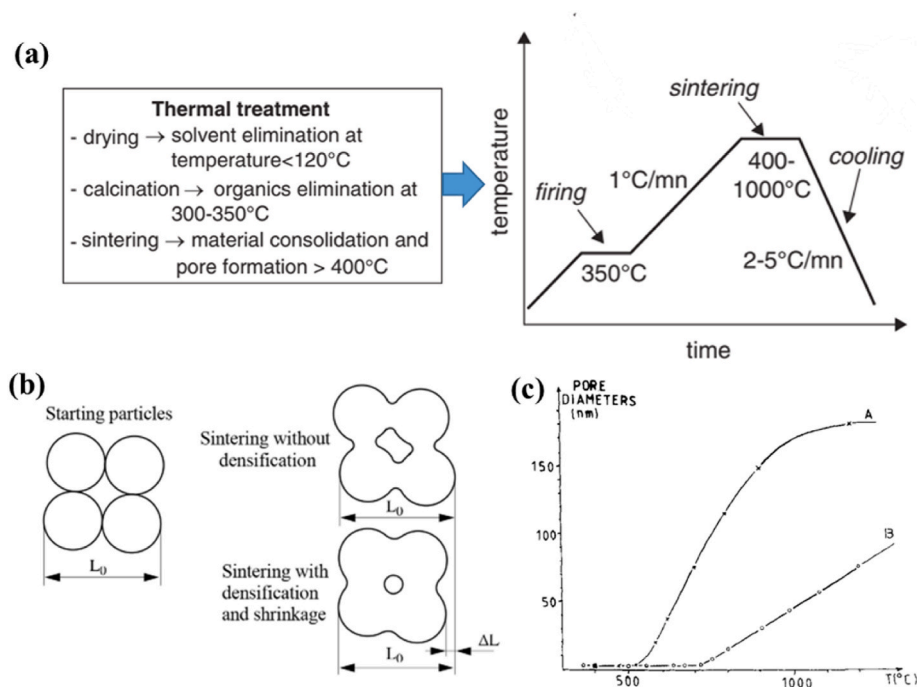 (a)
Thermal treatment
- drying → solvent elimination at
temperature<120°C
- calcination → organics elimination at
300-350°C
- sintering → material consolidation and
pore formation > 400°C
temperature
firing
350°C
1°C/mn
sintering
400-
1000°C
cooling
2-5°C/mn
time
(b)
Starting particles
L₀
Sintering without
densification
L₀
Sintering with
densification
and shrinkage
L₀
ΔL
(c)
PORE
DIAMETERS
(nm)
A
150
100
B
50
500
1000
T(°C)